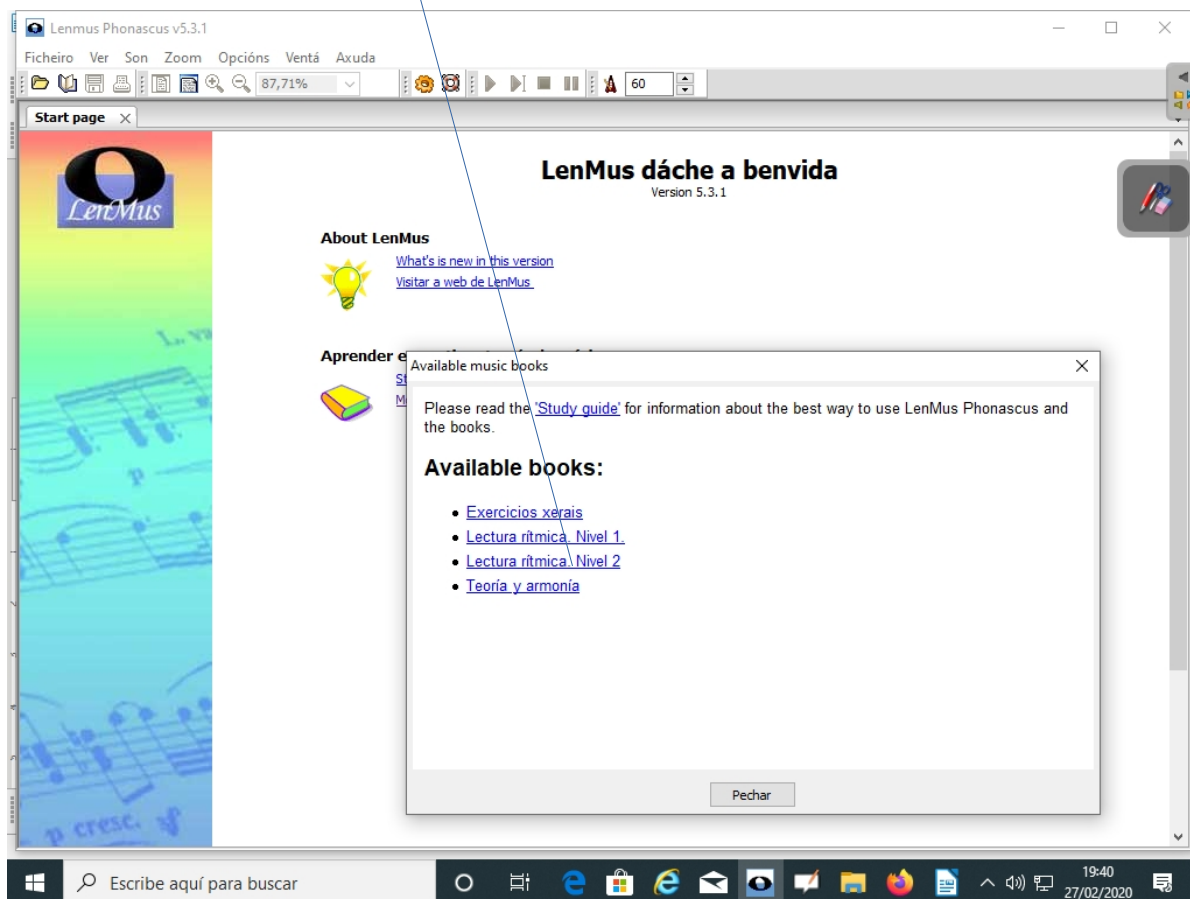 Lenmus Phonascus v5.3.1
Ficheiro Ver Son Zoom Opcións Ventá Axuda
87,71% 60
Start page
LenMus
LenMus dáche a benvida
Version 5.3.1
About LenMus
What's is new in this version
Visitar a web de LenMus
Aprender e
Available music books
Please read the 'Study guide' for information about the best way to use LenMus Phonascus and
the books.
Available books:
Exercicios xerais
Lectura rítmica. Nivel 1.
Lectura rítmica. Nivel 2
Teoría y armonía
Pechar
p
p cresc. sf
Escribe aquí para buscar
19:40
27/02/2020